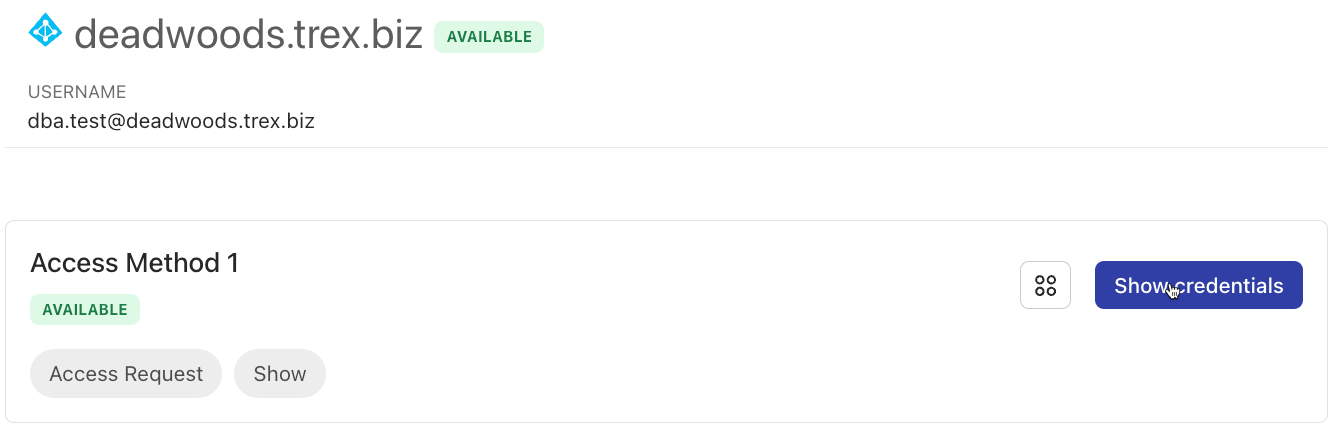 deadwoods.trex.biz AVAILABLE
USERNAME
dba.test@deadwoods.trex.biz
Access Method 1
AVAILABLE
Show credentials
Access Request Show